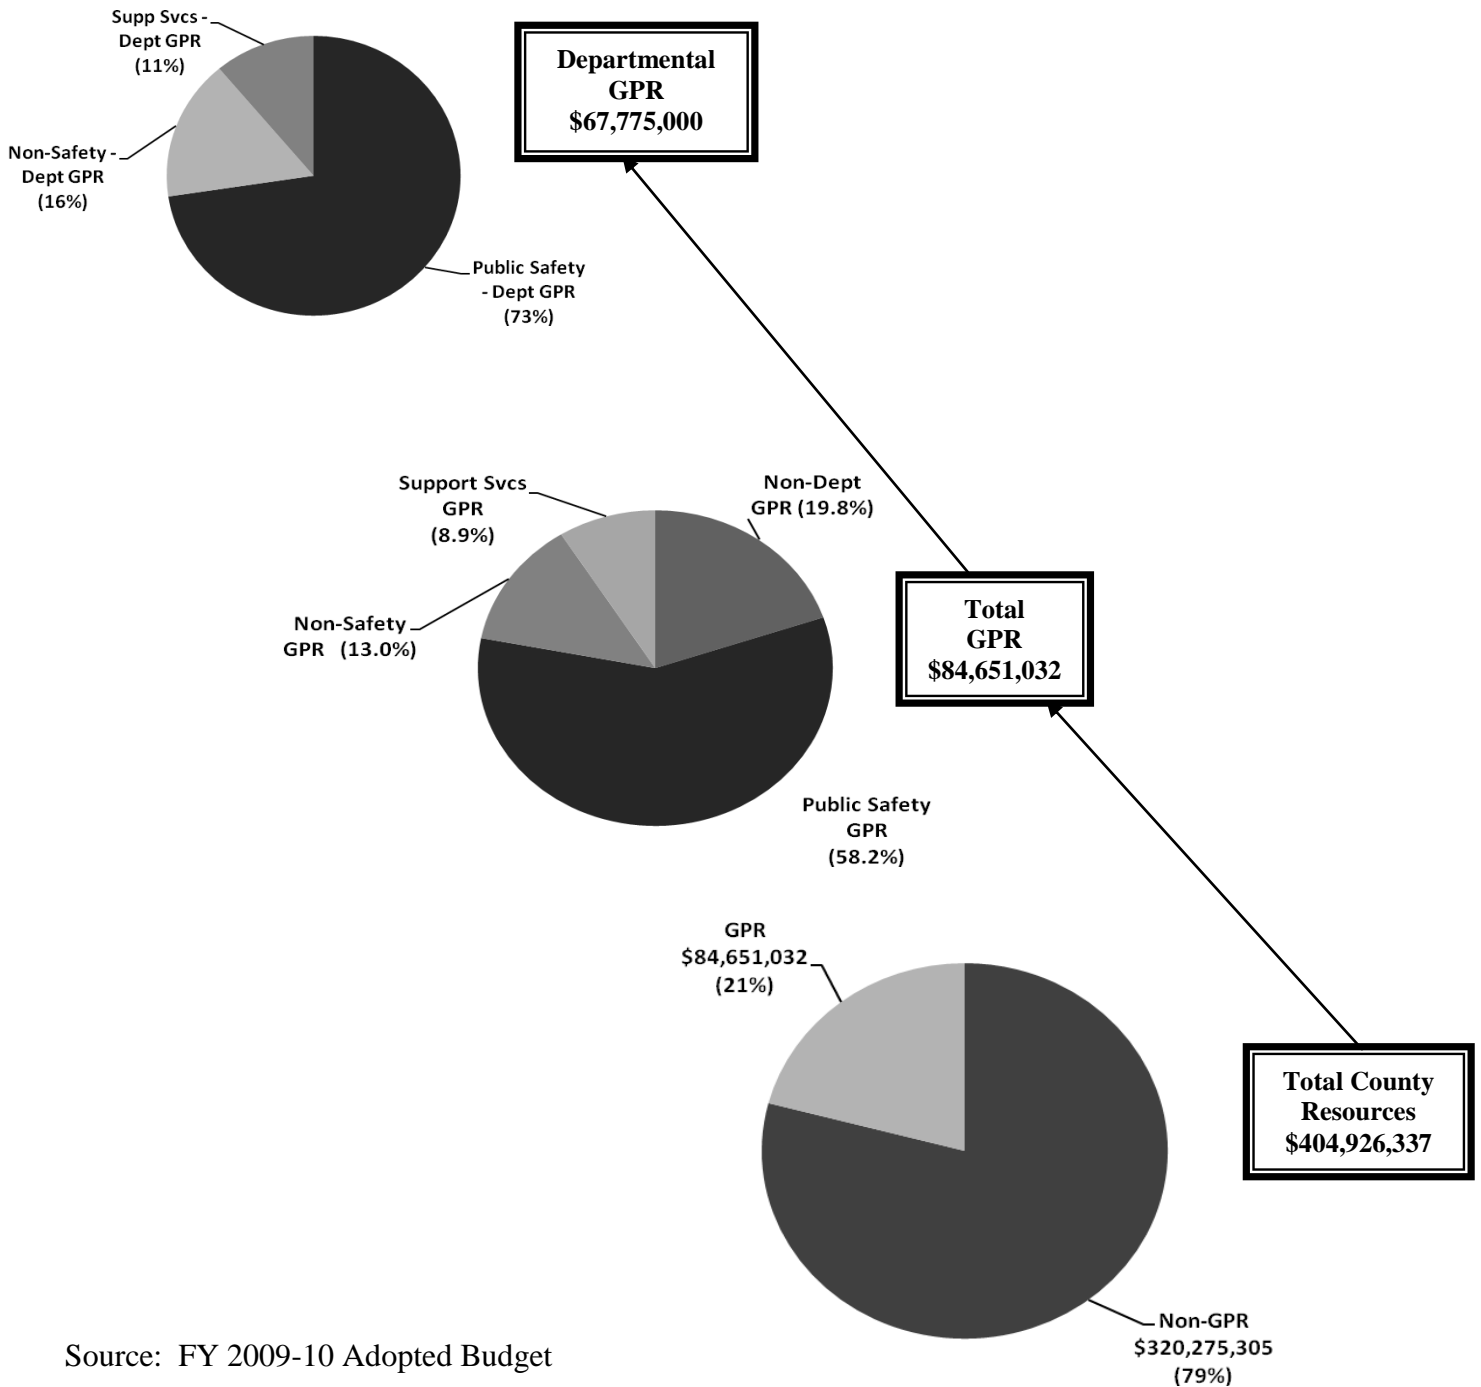 Supp Svcs -
Dept GPR
(11%)
Non-Safety -
Dept GPR
(16%)
Public Safety
- Dept GPR
(73%)
Departmental
GPR
$67,775,000
Support Svcs
GPR
(8.9%)
Non-Dept
GPR (19.8%)
Non-Safety
GPR (13.0%)
Public Safety
GPR
(58.2%)
Total
GPR
$84,651,032
GPR
$84,651,032
(21%)
Total County
Resources
$404,926,337
Non-GPR
$320,275,305
(79%)
Source: FY 2009-10 Adopted Budget